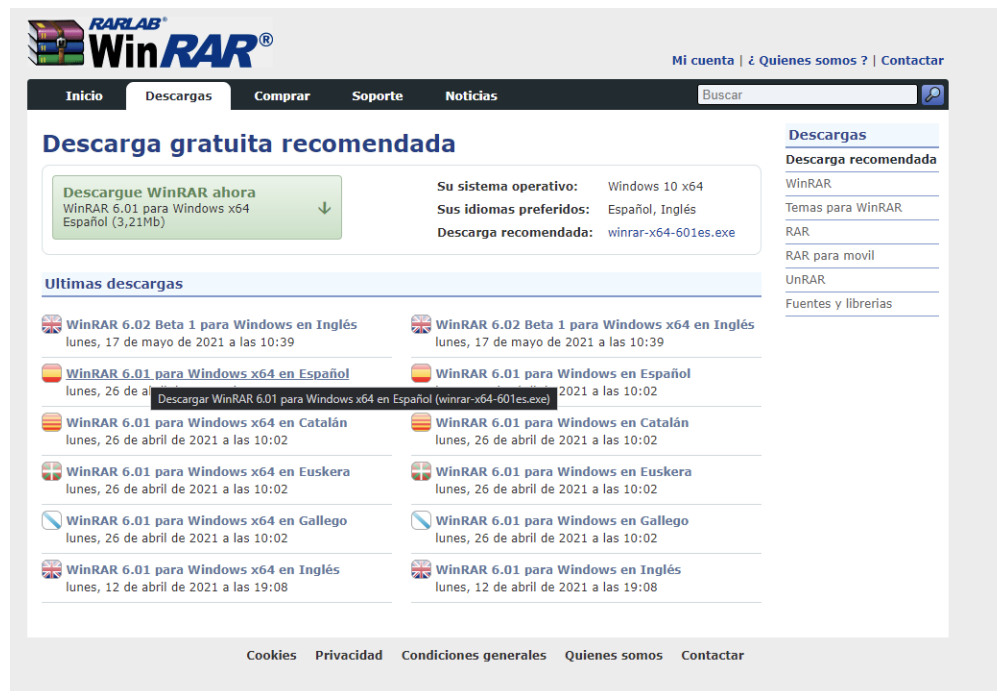 RARLAB®
WinRAR®
Mi cuenta | ¿ Quienes somos ? | Contactar
Inicio Descargas Comprar Soporte Noticias Buscar
Descarga gratuita recomendada
Descargue WinRAR ahora
WinRAR 6.01 para Windows x64
Español (3,21Mb)
Su sistema operativo: Windows 10 x64
Sus idiomas preferidos: Español, Inglés
Descarga recomendada: winrar-x64-601es.exe
Ultimas descargas
WinRAR 6.02 Beta 1 para Windows en Inglés
lunes, 17 de mayo de 2021 a las 10:39
WinRAR 6.02 Beta 1 para Windows x64 en Inglés
lunes, 17 de mayo de 2021 a las 10:39
WinRAR 6.01 para Windows x64 en Español
lunes, 26 de
WinRAR 6.01 para Windows en Español
2021 a las 10:02
Descargar WinRAR 6.01 para Windows x64 en Español (winrar-x64-601es.exe)
WinRAR 6.01 para Windows x64 en Catalán
lunes, 26 de abril de 2021 a las 10:02
WinRAR 6.01 para Windows en Catalán
lunes, 26 de abril de 2021 a las 10:02
WinRAR 6.01 para Windows x64 en Euskera
lunes, 26 de abril de 2021 a las 10:02
WinRAR 6.01 para Windows en Euskera
lunes, 26 de abril de 2021 a las 10:02
WinRAR 6.01 para Windows x64 en Gallego
lunes, 26 de abril de 2021 a las 10:02
WinRAR 6.01 para Windows en Gallego
lunes, 26 de abril de 2021 a las 10:02
WinRAR 6.01 para Windows x64 en Inglés
lunes, 12 de abril de 2021 a las 19:08
WinRAR 6.01 para Windows en Inglés
lunes, 12 de abril de 2021 a las 19:08
Descargas
Descarga recomendada
WinRAR
Temas para WinRAR
RAR
RAR para movil
UnRAR
Fuentes y librerias
Cookies Privacidad Condiciones generales Quienes somos Contactar